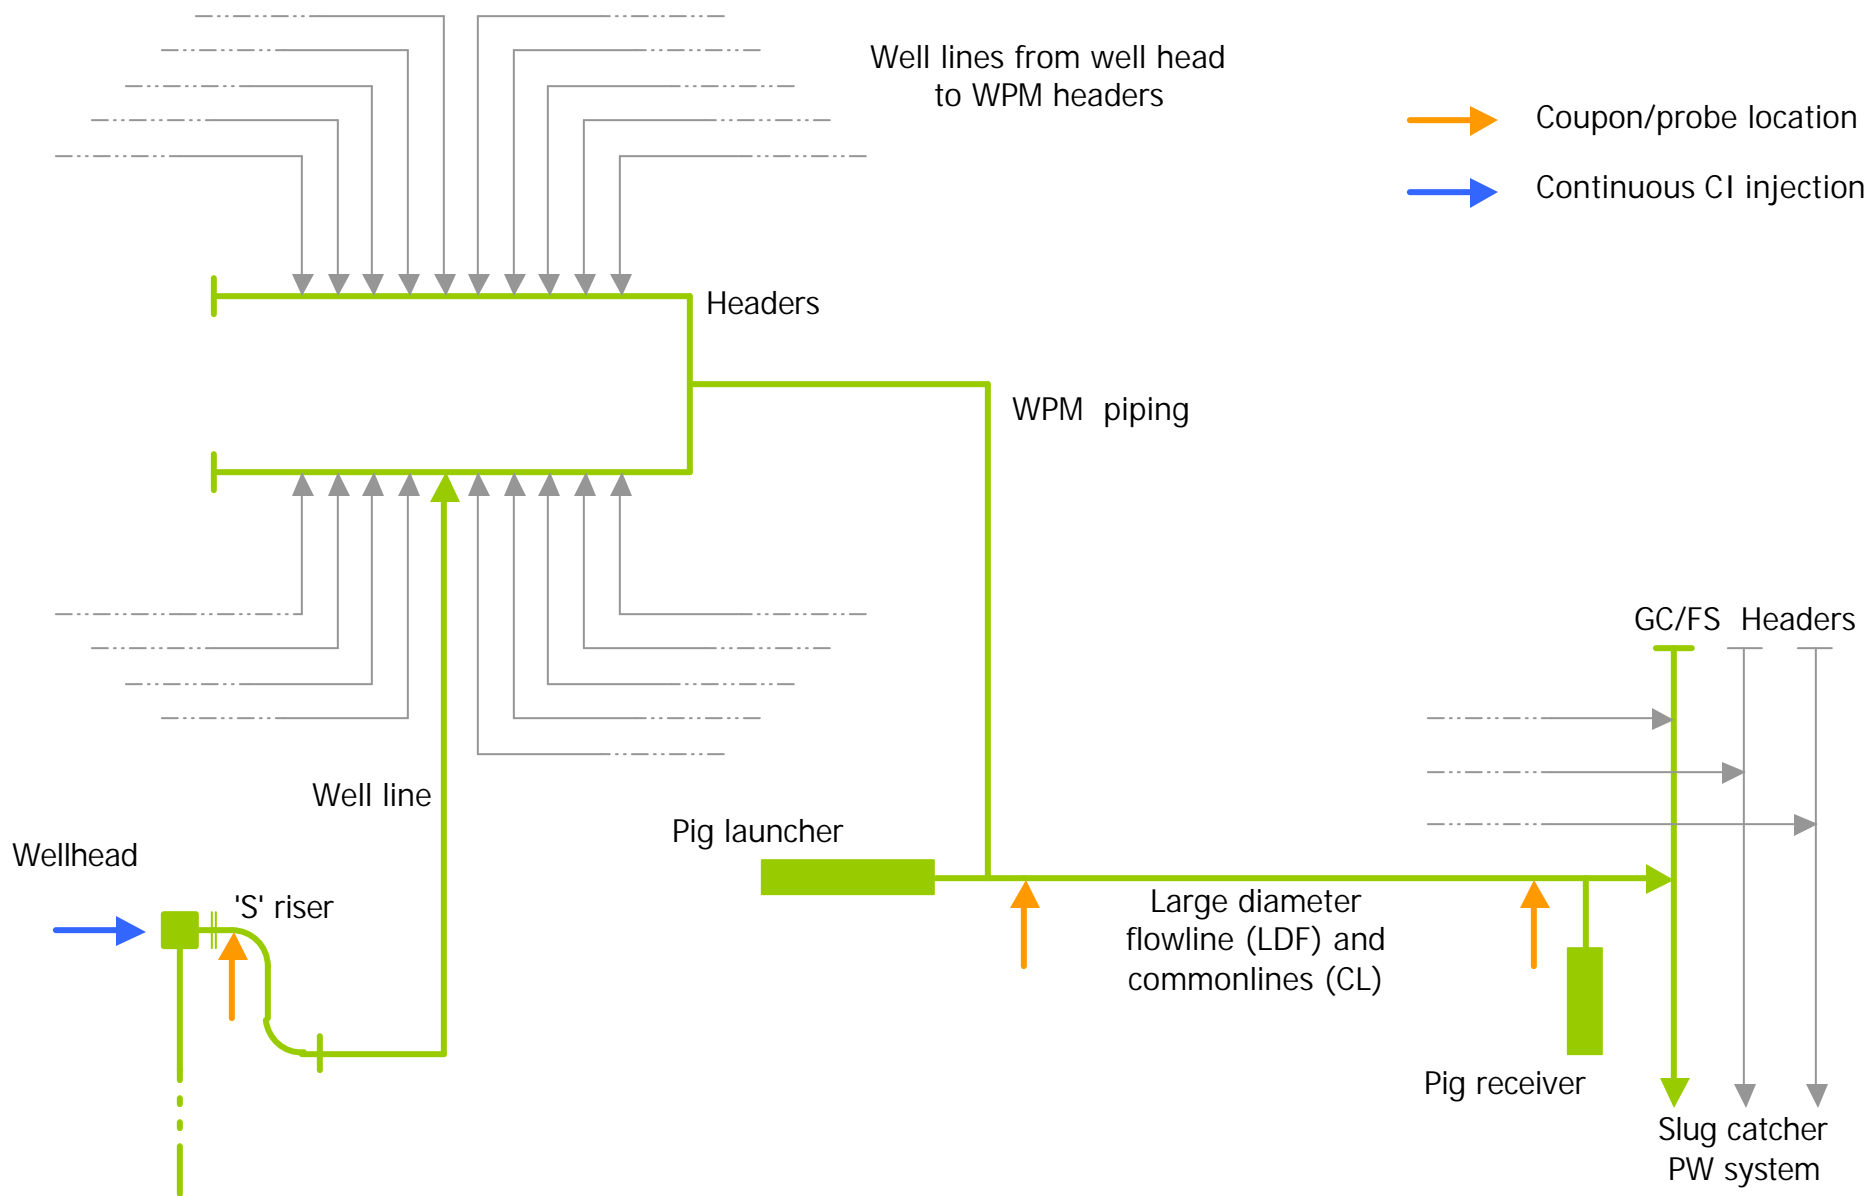 Well lines from well head
to WPM headers
Coupon/probe location
Continuous CI injection
Headers
WPM piping
GC/FS Headers
Well line
Pig launcher
Wellhead
'S' riser
Large diameter
flowline (LDF) and
commonlines (CL)
Pig receiver
Slug catcher
PW system